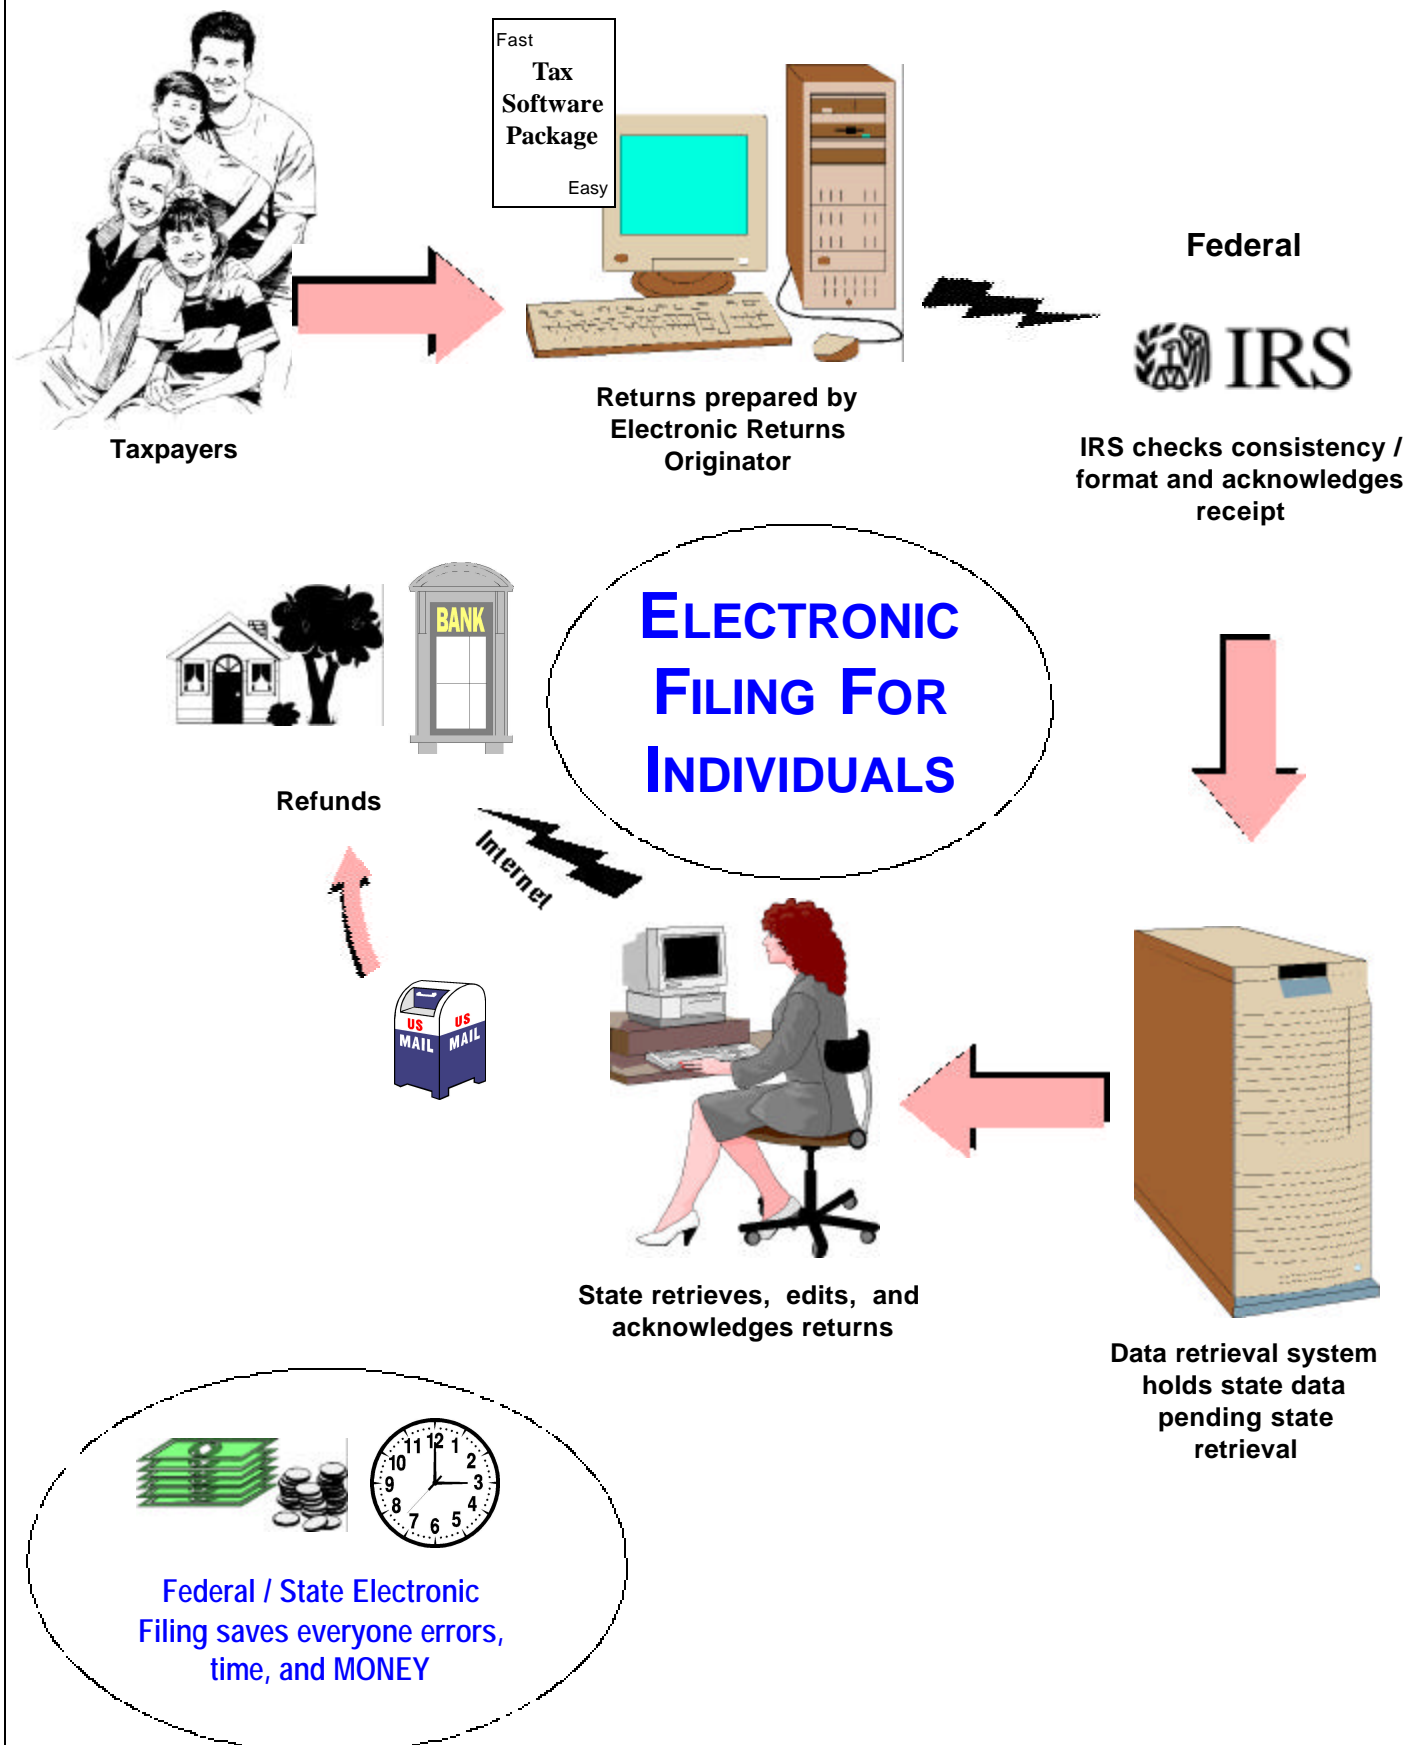 Fast
Tax
Software
Package
Easy
Federal
IRS
Taxpayers
Returns prepared by
Electronic Returns
Originator
IRS checks consistency /
format and acknowledges
receipt
BANK
ELECTRONIC
FILING FOR
INDIVIDUALS
Refunds
Internet
US
MAIL
US
MAIL
State retrieves, edits, and
acknowledges returns
Data retrieval system
holds state data
pending state
retrieval
12
1
2
3
4
5
6
7
8
9
10
11
Federal / State Electronic
Filing saves everyone errors,
time, and MONEY